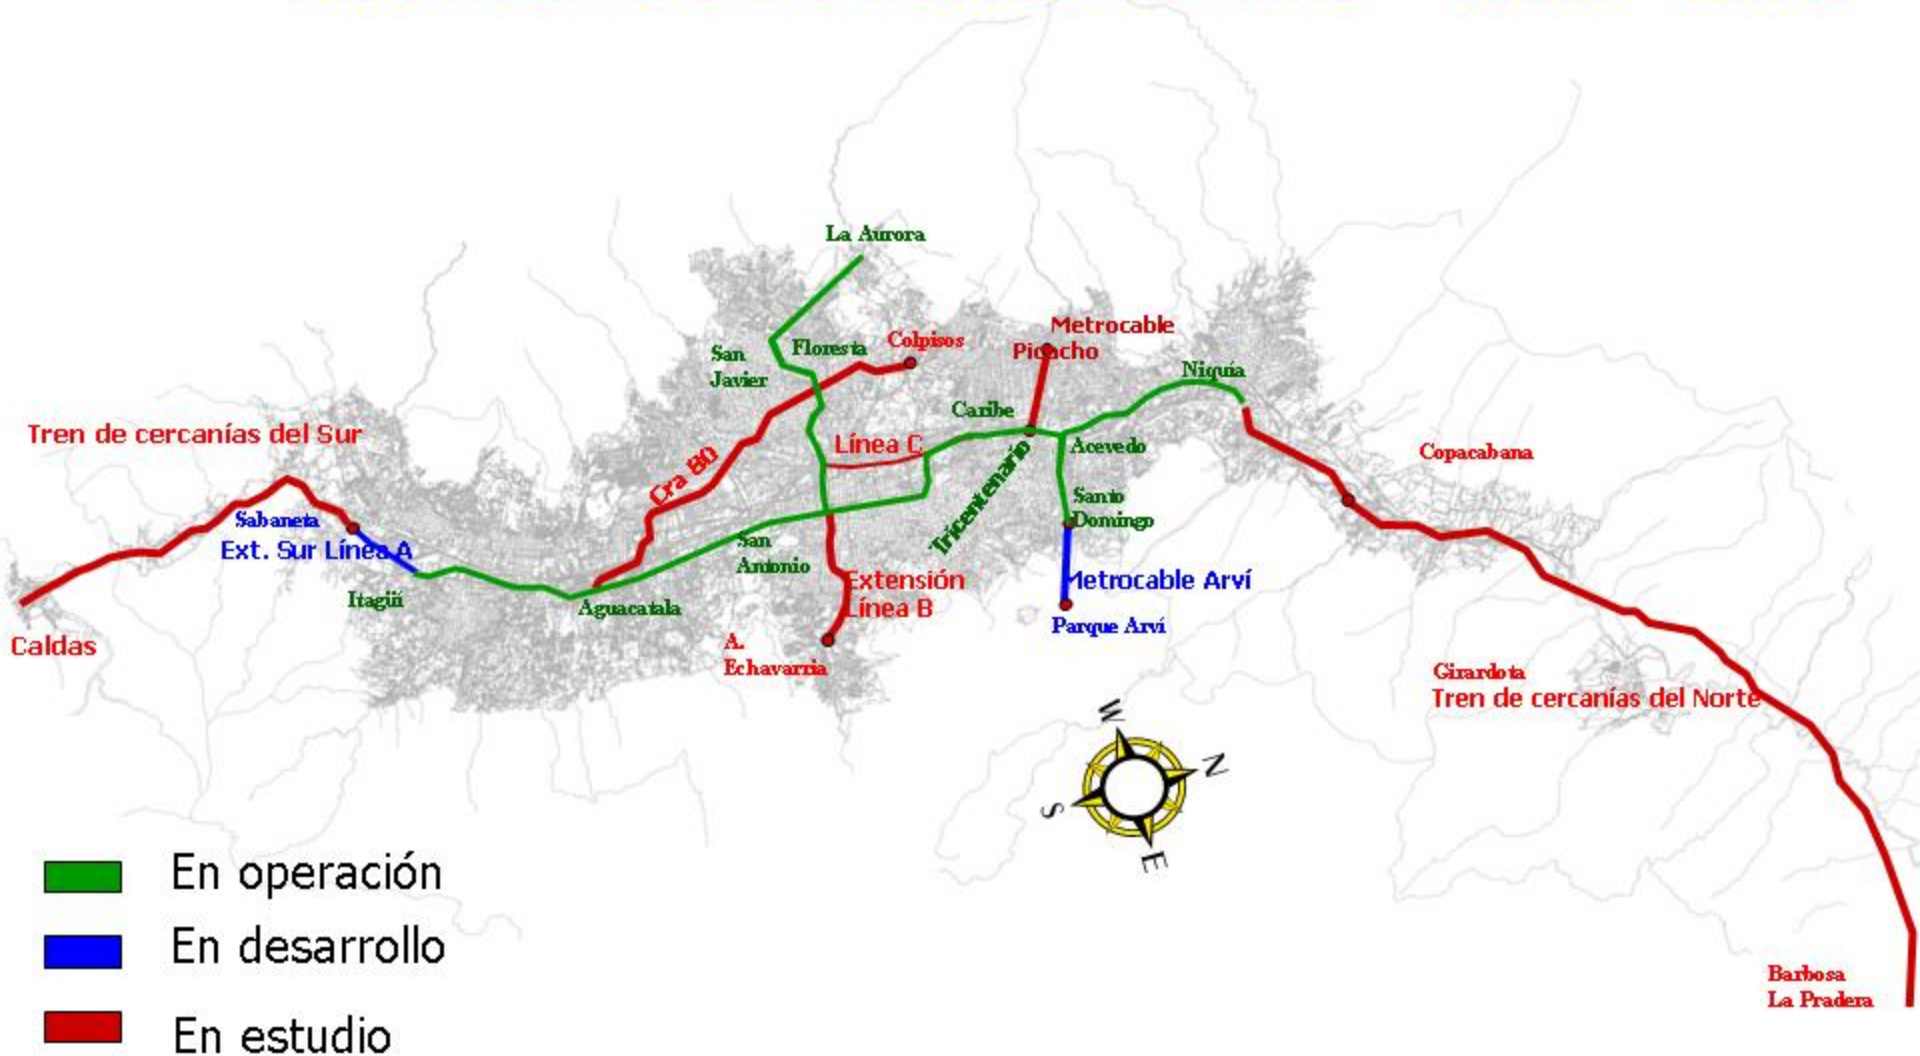 La Aurora
San
Javier
Floresta
Colpisos
Metrocable
Picacho
Niquía
Caribe
Tren de cercanías del Sur
Cra 80
Línea C
Acevedo
Copacabana
Tricentenario
Santo
Domingo
Sabaneta
Ext. Sur Línea A
San
Antonio
Itagüí
Aguacatala
Extensión
Línea B
Metrocable Arví
Parque Arví
Caldas
A.
Echavarria
Girardota
Tren de cercanías del Norte
W
N
S
E
En operación
En desarrollo
En estudio
Barbosa
La Pradera